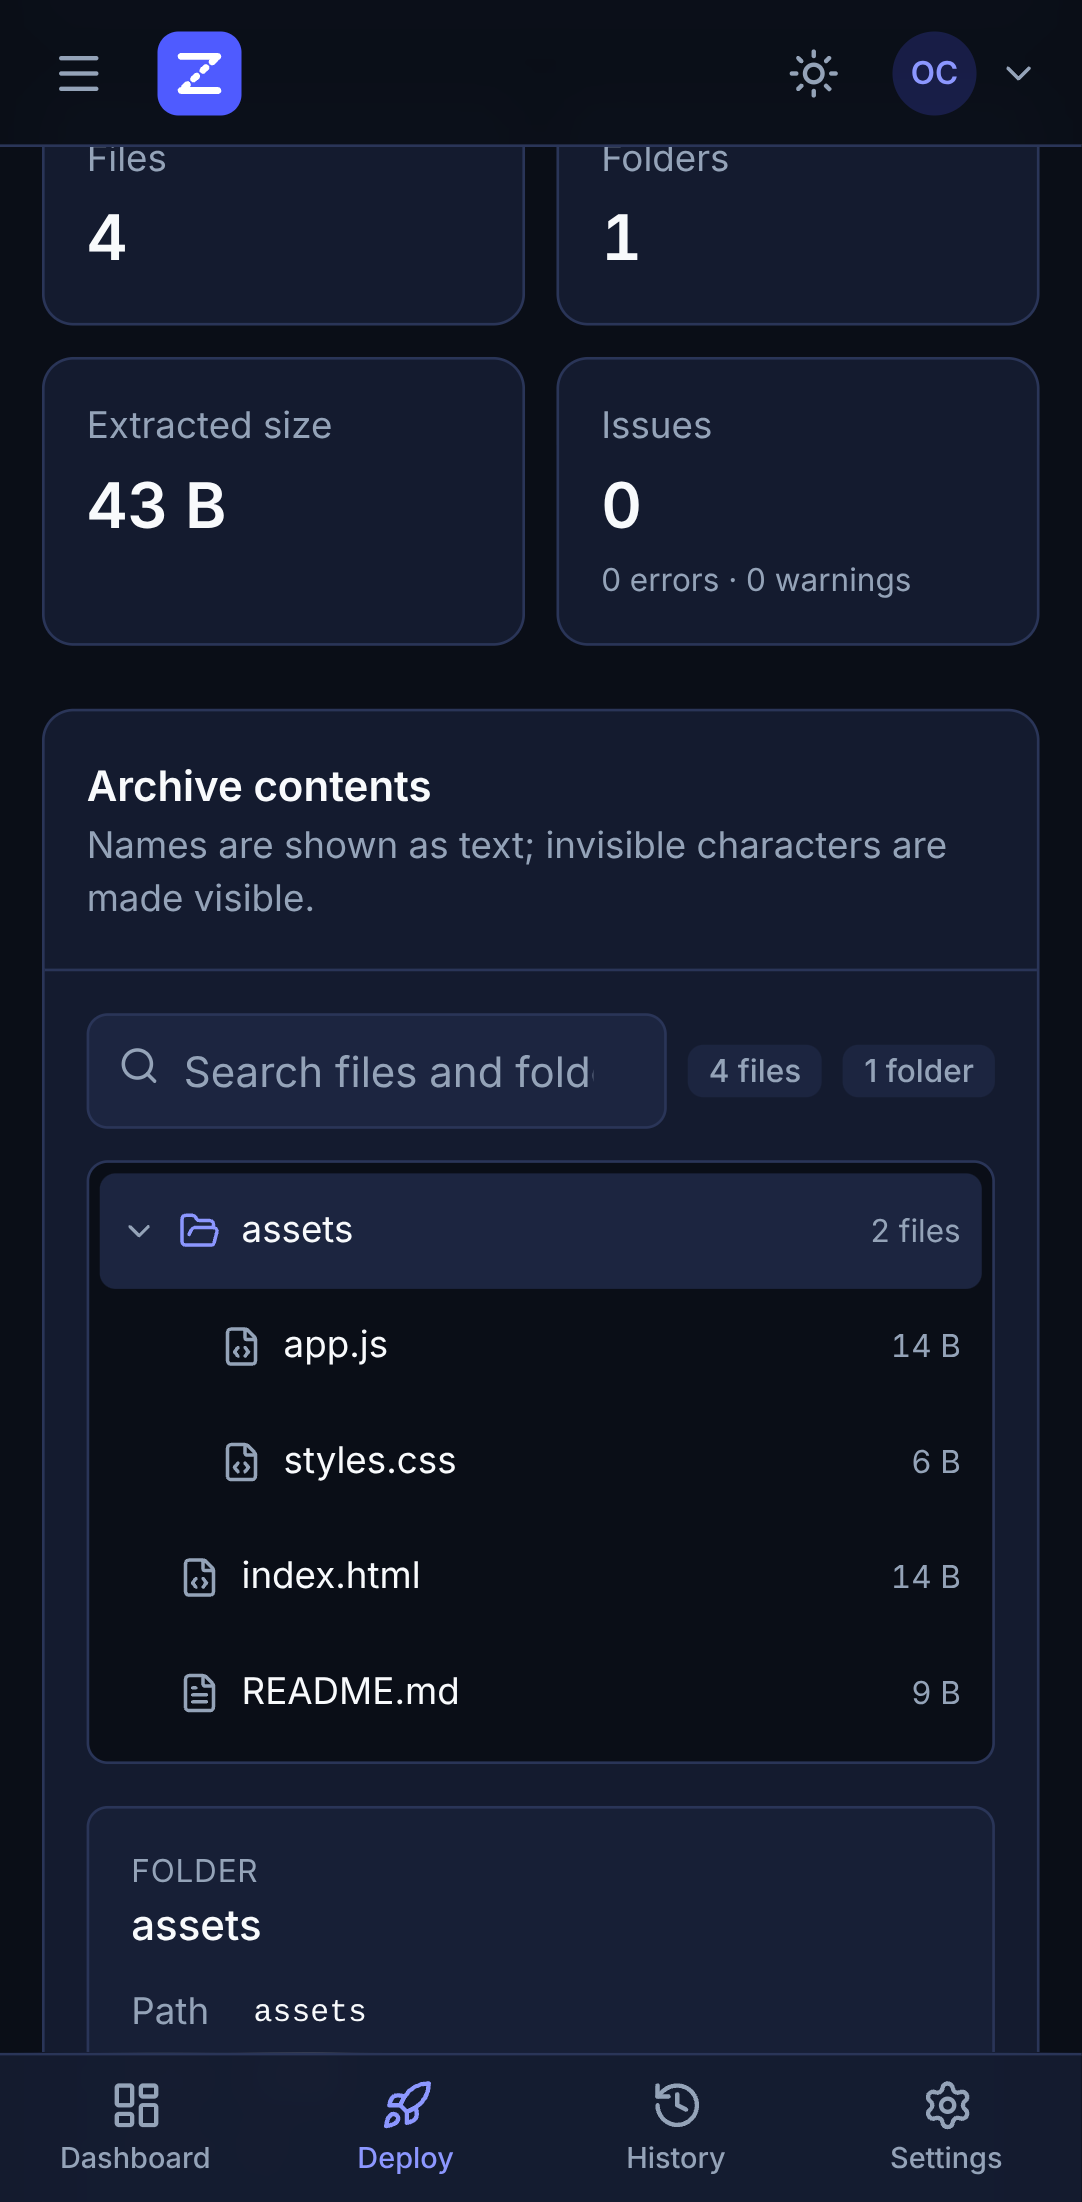 OC
Files
Folders
4
1
Extracted size
Issues
43 B
0
0 errors · 0 warnings
Archive contents
Names are shown as text; invisible characters are
made visible.
Search files and fold
4 files
1 folder
assets
2 files
app.js
14 B
styles.css
6 B
index.html
14 B
README.md
9 B
FOLDER
assets
Path assets
Dashboard
Deploy
History
Settings